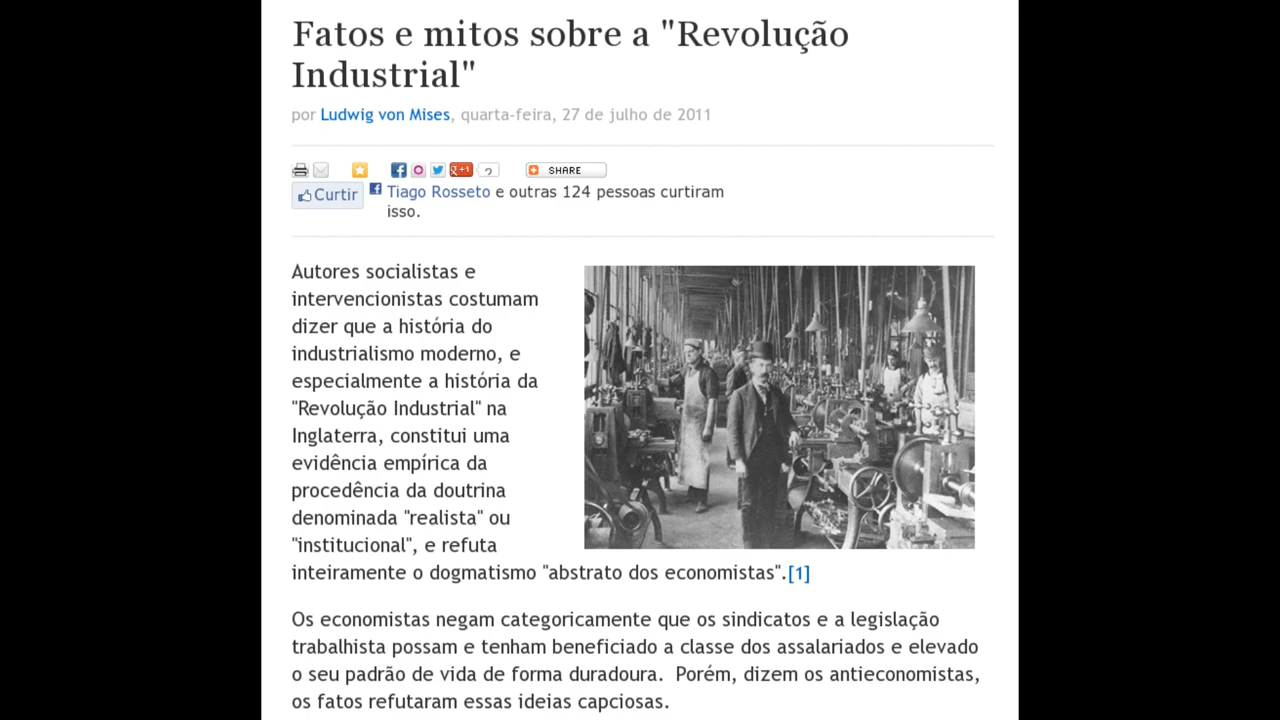 Fatos e mitos sobre a "Revolução
Industrial"
por Ludwig von Mises, quarta-feira, 27 de julho de 2011
g+1 2 SHARE
Curtir Tiago Rosseto e outras 124 pessoas curtiram
isso.
Autores socialistas e
intervencionistas costumam
dizer que a história do
industrialismo moderno, e
especialmente a história da
"Revolução Industrial" na
Inglaterra, constitui uma
evidência empírica da
procedência da doutrina
denominada "realista" ou
"institucional", e refuta
inteiramente o dogmatismo "abstrato dos economistas".[1]
Os economistas negam categoricamente que os sindicatos e a legislação
trabalhista possam e tenham beneficiado a classe dos assalariados e elevado
o seu padrão de vida de forma duradoura. Porém, dizem os antieconomistas,
os fatos refutaram essas ideias capciosas.